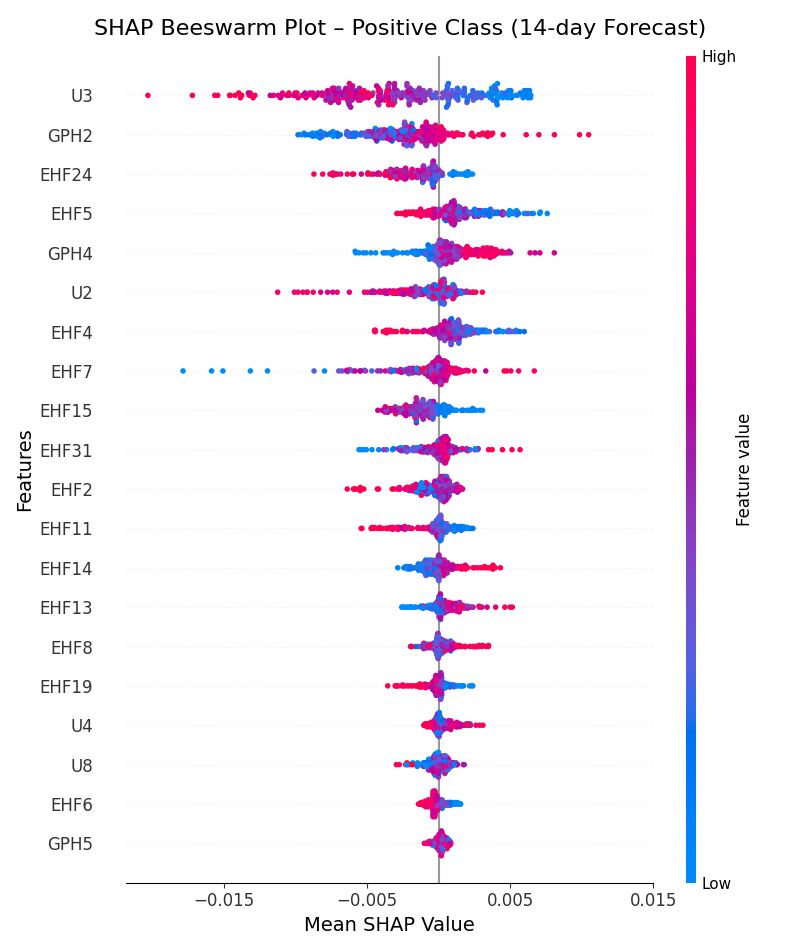 SHAP Beeswarm Plot – Positive Class (14-day Forecast)
High
U3
GPH2
EHF24
EHF5
GPH4
U2
EHF4
EHF7
EHF15
EHF31
EHF2
EHF11
EHF14
EHF13
EHF8
EHF19
U4
U8
EHF6
GPH5
Features
Feature value
Low
−0.015
−0.005
0.005
0.015
Mean SHAP Value